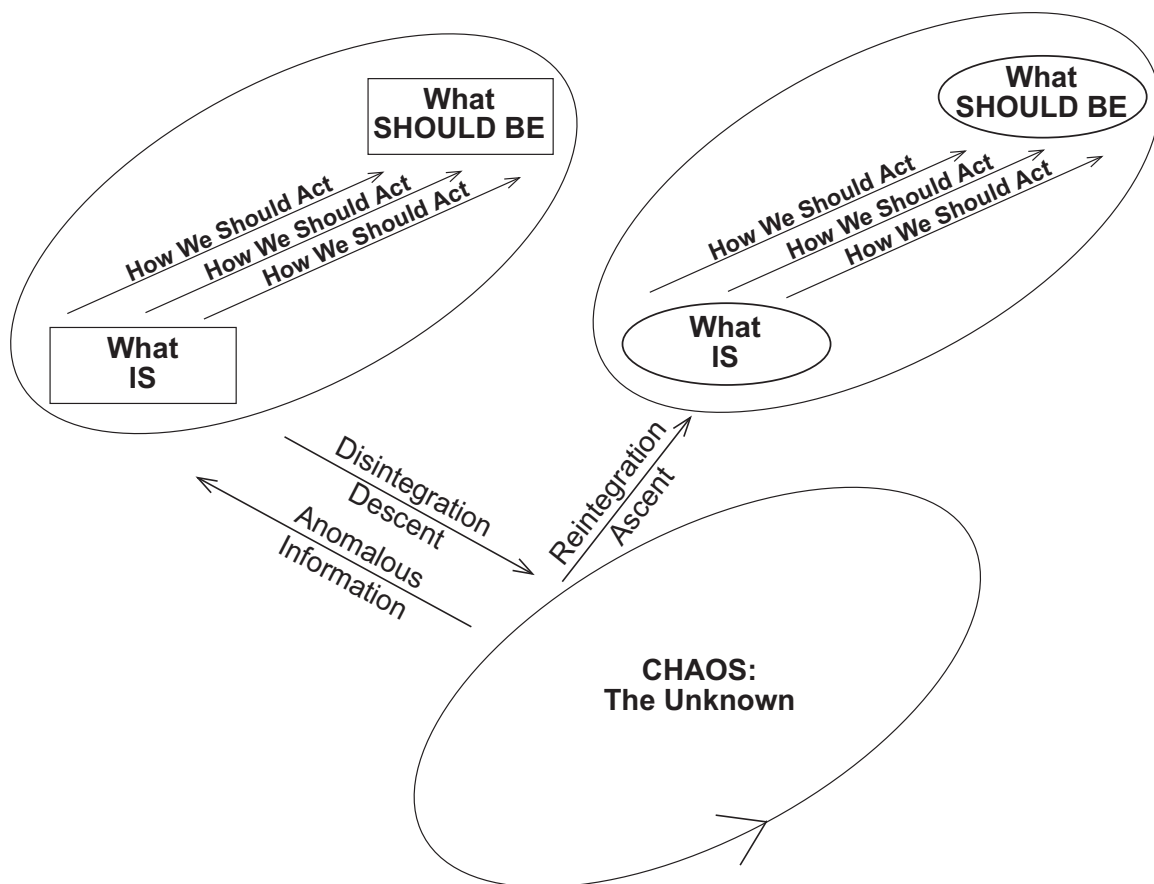 What
SHOULD BE
How We Should Act
How We Should Act
How We Should Act
What
IS
What
SHOULD BE
How We Should Act
How We Should Act
How We Should Act
What
IS
Disintegration
Descent
Anomalous
Information
Reintegration
Ascent
CHAOS:
The Unknown